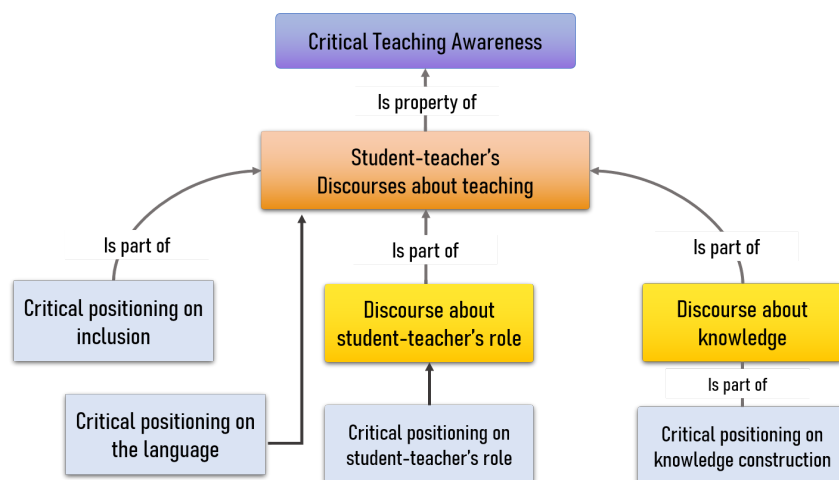 Critical Teaching Awareness
Is property of
Student-teacher's
Discourses about teaching
Is part of
Is part of
Is part of
Critical positioning on
inclusion
Discourse about
student-teacher's role
Discourse about
knowledge
Is part of
Critical positioning on
the language
Critical positioning on
student-teacher's role
Critical positioning on
knowledge construction